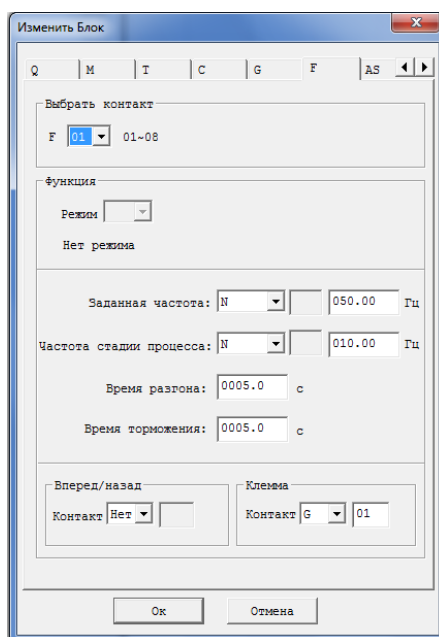 Изменить Блок
Q M T C G F AS
Выбрать контакт
F 01 01~08
Функция
Режим
Нет режима
Заданная частота: N 050.00 Гц
Частота стадии процесса: N 010.00 Гц
Время разгона: 0005.0 с
Время торможения: 0005.0 с
Вперед/назад Клемма
Контакт Нет Контакт G 01
Ок Отмена